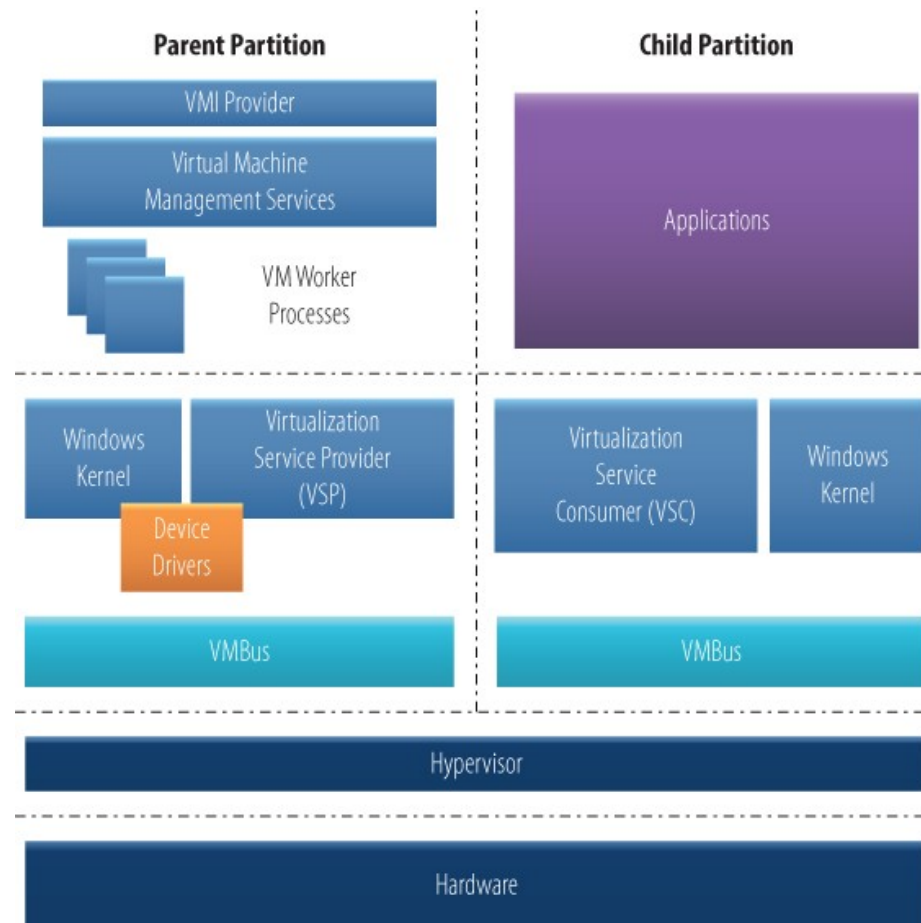 Parent Partition
Child Partition
VMI Provider
Virtual Machine
Management Services
VM Worker
Processes
Applications
Windows
Kernel
Virtualization
Service Provider
(VSP)
Device
Drivers
Virtualization
Service
Consumer (VSC)
Windows
Kernel
VMBus
VMBus
Hypervisor
Hardware